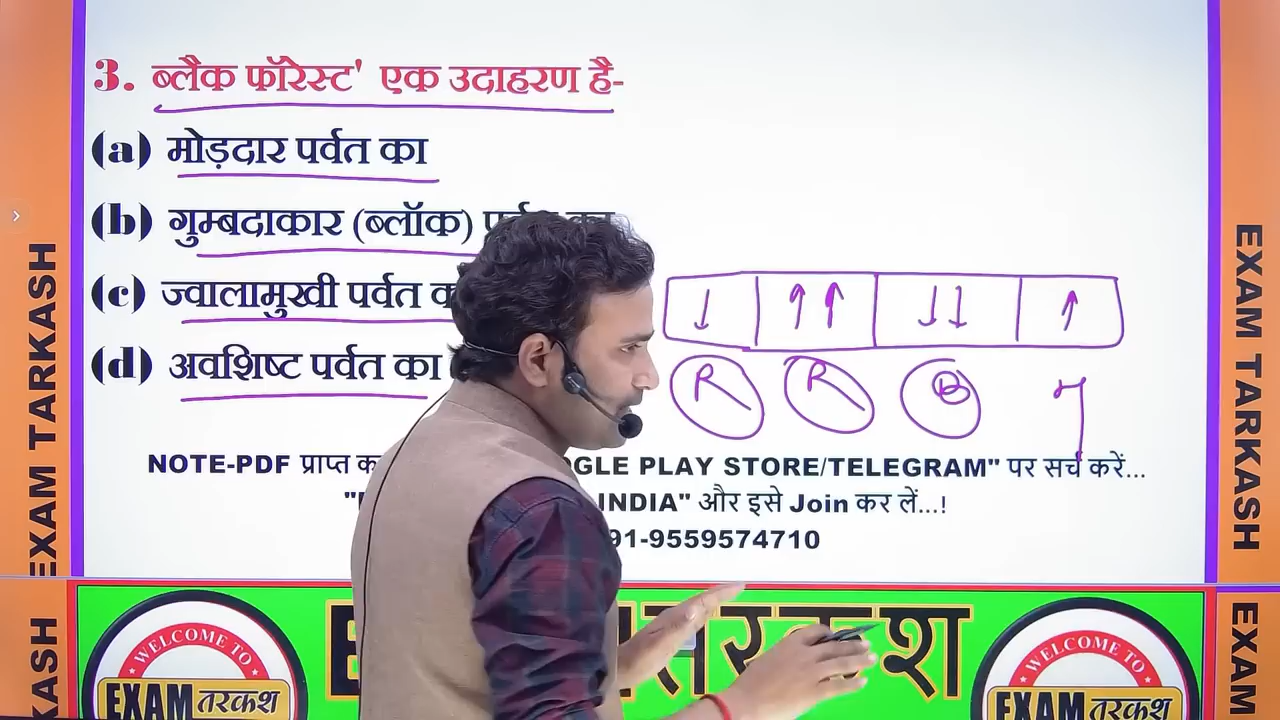 3. ब्लैक फॉरेस्ट' एक उदाहरण है-
(a) मोड़दार पर्वत का
(b) गुम्बदाकार (ब्लॉक)
(c) ज्वालामुखी पर्वत
(d) अवशिष्ट पर्वत का
R R B
NOTE-PDF प्राप्त PLAY STORE/TELEGRAM" पर सर्च करें...
INDIA" और इसे Join कर लें...!
91-9559574710
EXAM TARKASH
EXAM TARKASH
KASH
EXAM
तरकश
WELCOME TO
EXAM तरकश
WELCOME TO
EXAM तरकश